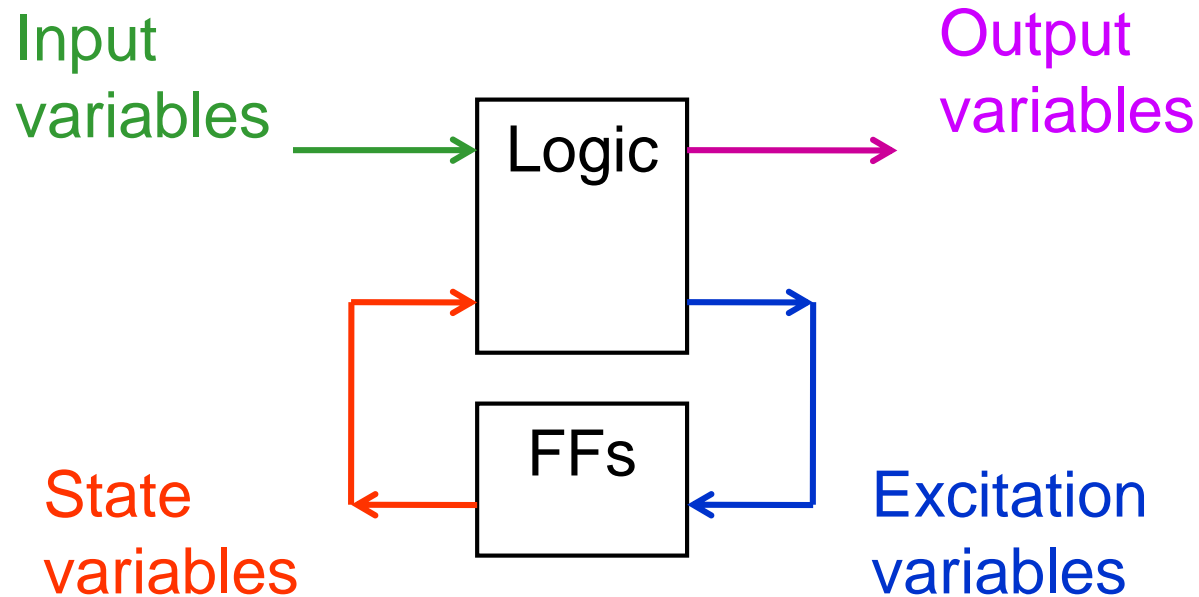 Input
variables
Output
variables
Logic
FFs
State
variables
Excitation
variables